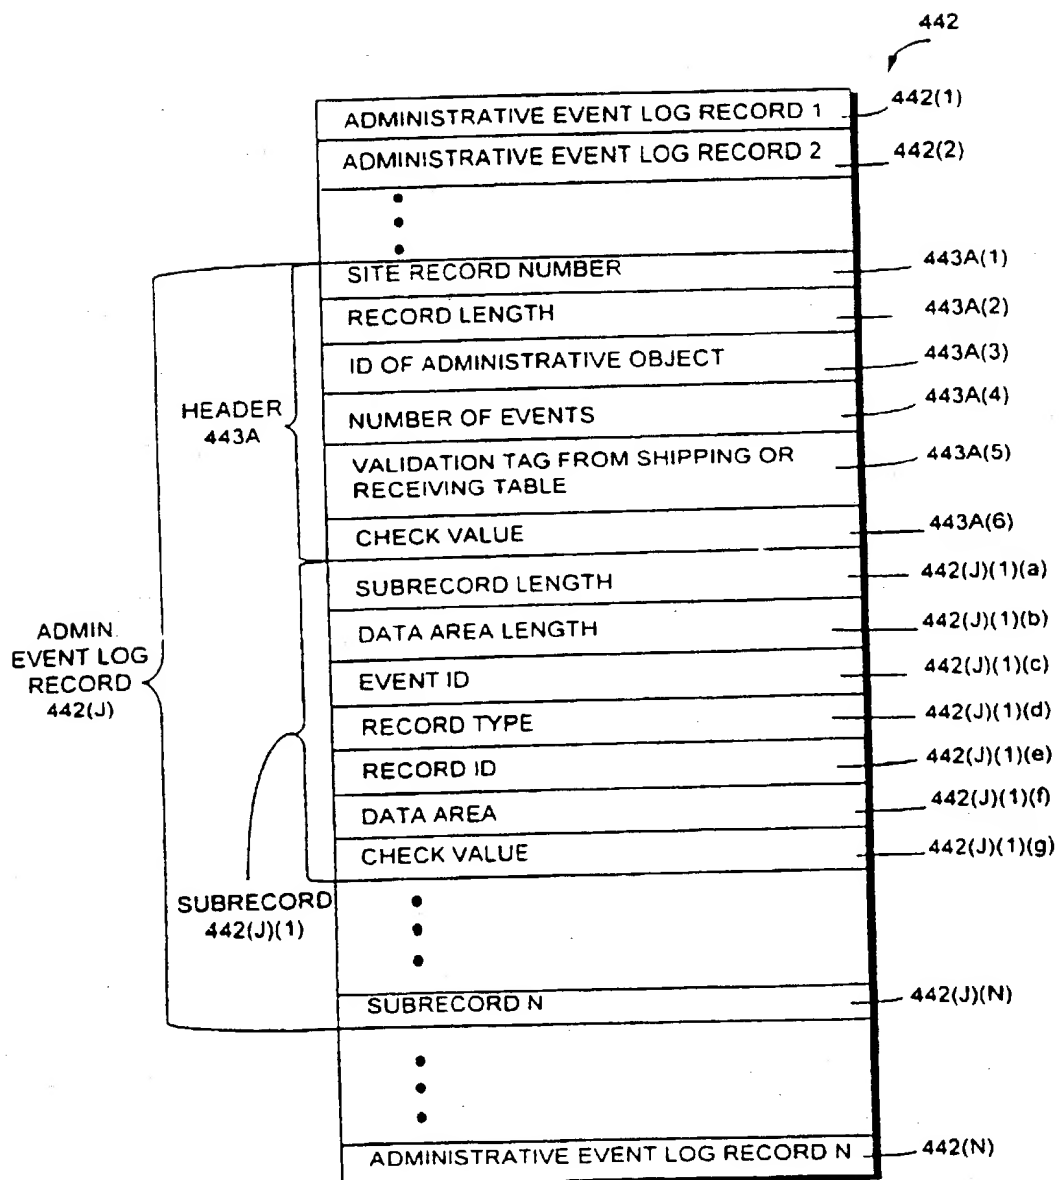 442
ADMINISTRATIVE EVENT LOG RECORD 1
442(1)
ADMINISTRATIVE EVENT LOG RECORD 2
442(2)
SITE RECORD NUMBER
443A(1)
RECORD LENGTH
443A(2)
ID OF ADMINISTRATIVE OBJECT
443A(3)
HEADER
443A
NUMBER OF EVENTS
443A(4)
VALIDATION TAG FROM SHIPPING OR
RECEIVING TABLE
443A(5)
CHECK VALUE
443A(6)
SUBRECORD LENGTH
442(J)(1)(a)
DATA AREA LENGTH
442(J)(1)(b)
ADMIN.
EVENT LOG
RECORD
442(J)
EVENT ID
442(J)(1)(c)
RECORD TYPE
442(J)(1)(d)
RECORD ID
442(J)(1)(e)
DATA AREA
442(J)(1)(f)
CHECK VALUE
442(J)(1)(g)
SUBRECORD
442(J)(1)
SUBRECORD N
442(J)(N)
ADMINISTRATIVE EVENT LOG RECORD N
442(N)